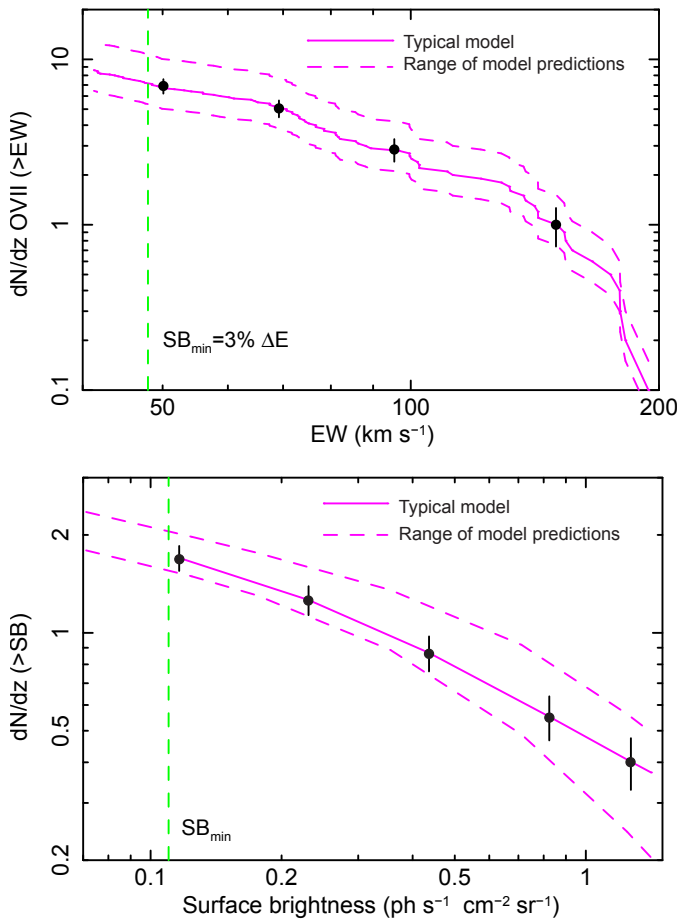 Typical model
Range of model predictions
10
1
0.1
dN/dz OVII (>EW)
SBmin=3% ΔE
50
100
200
EW (km s⁻¹)
Typical model
Range of model predictions
2
1
0.5
0.2
dN/dz (>SB)
SBmin
0.1
0.2
0.5
1
Surface brightness (ph s⁻¹ cm⁻² sr⁻¹)